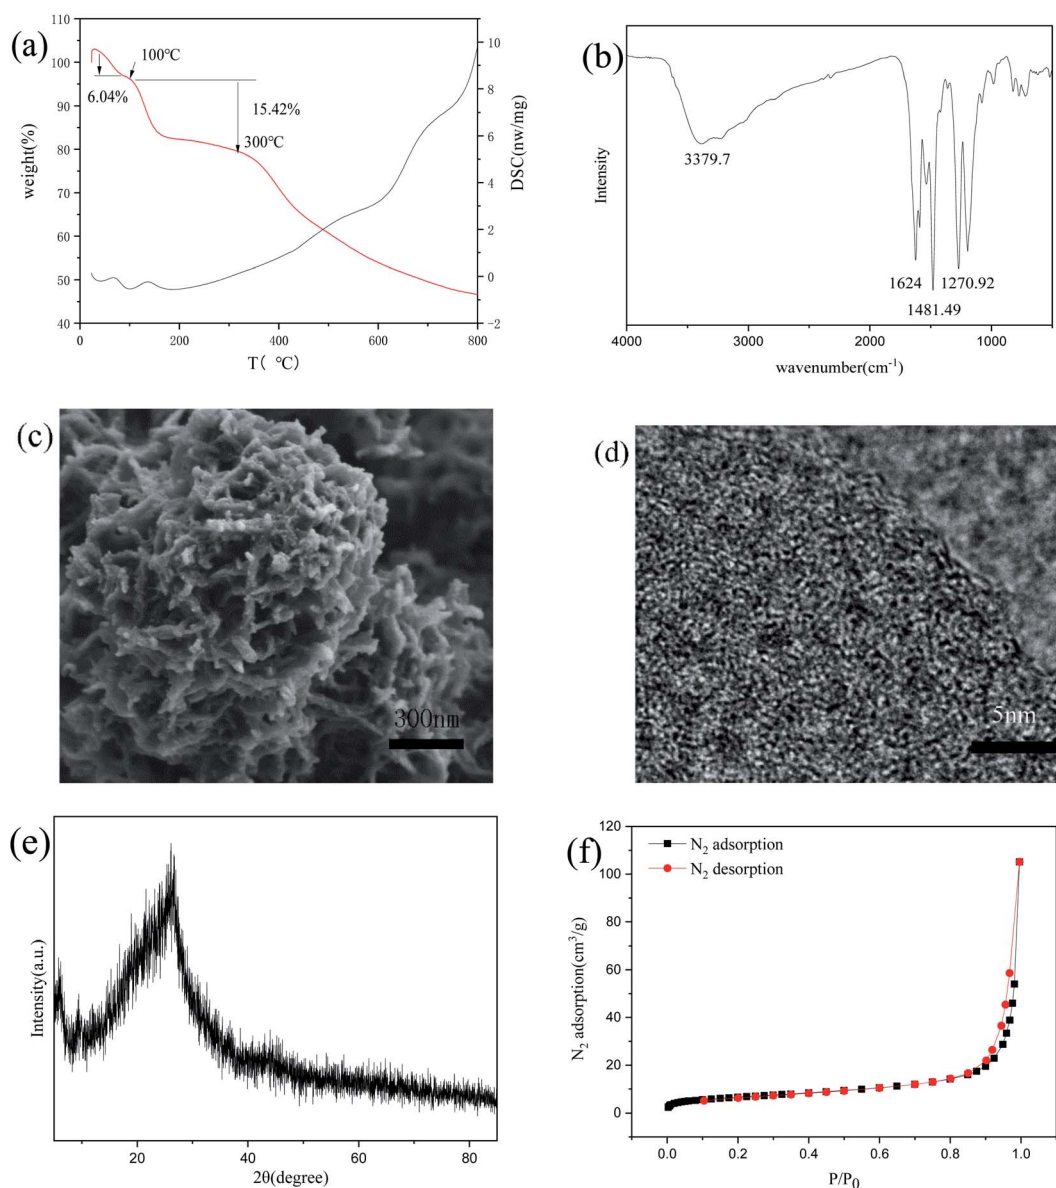 (a)
110
100
90
80
70
60
50
40
weight(%)
100℃
6.04%
15.42%
300℃
10
8
6
4
2
0
-2
DSC(nw/mg)
0 200 400 600 800
T( ℃)
(b)
Intensity
3379.7
1624
1270.92
1481.49
4000 3000 2000 1000
wavenumber(cm⁻¹)
(c)
300nm
(d)
5nm
(e)
Intensity(a.u.)
20 40 60 80
2θ(degree)
(f)
N₂ adsorption
N₂ desorption
120
100
80
60
40
20
0
N₂ adsorption(cm³/g)
0.0 0.2 0.4 0.6 0.8 1.0
P/P₀